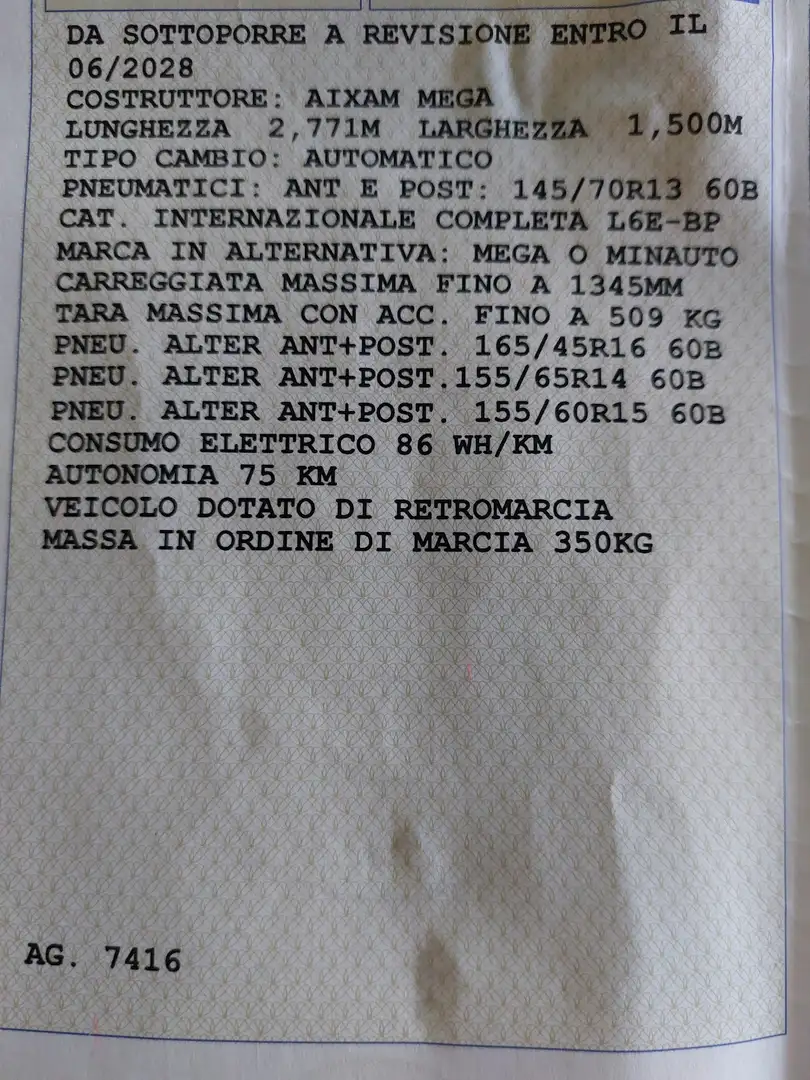 DA SOTTOPORRE A REVISIONE ENTRO IL
06/2028
COSTRUTTORE: AIXAM MEGA
LUNGHEZZA 2,771M LARGHEZZA 1,500M
TIPO CAMBIO: AUTOMATICO
PNEUMATICI: ANT E POST: 145/70R13 60B
CAT. INTERNAZIONALE COMPLETA L6E-BP
MARCA IN ALTERNATIVA: MEGA O MINAUTO
CARREGGIATA MASSIMA FINO A 1345MM
TARA MASSIMA CON ACC. FINO A 509 KG
PNEU. ALTER ANT+POST. 165/45R16 60B
PNEU. ALTER ANT+POST.155/65R14 60B
PNEU. ALTER ANT+POST. 155/60R15 60B
CONSUMO ELETTRICO 86 WH/KM
AUTONOMIA 75 KM
VEICOLO DOTATO DI RETROMARCIA
MASSA IN ORDINE DI MARCIA 350KG
AG. 7416